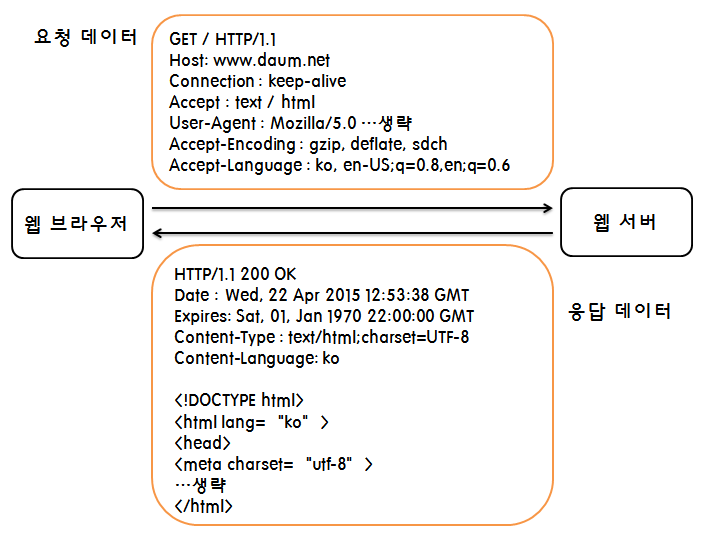 요청 데이터
GET / HTTP/1.1
Host: www.daum.net
Connection : keep-alive
Accept : text / html
User-Agent : Mozilla/5.0 …생략
Accept-Encoding : gzip, deflate, sdch
Accept-Language : ko, en-US;q=0.8,en;q=0.6
웹 브라우저
웹 서버
HTTP/1.1 200 OK
Date : Wed, 22 Apr 2015 12:53:38 GMT
Expires: Sat, 01, Jan 1970 22:00:00 GMT
Content-Type : text/html;charset=UTF-8
Content-Language: ko
응답 데이터
<!DOCTYPE html>
<html lang= "ko" >
<head>
<meta charset= "utf-8" >
…생략
</html>